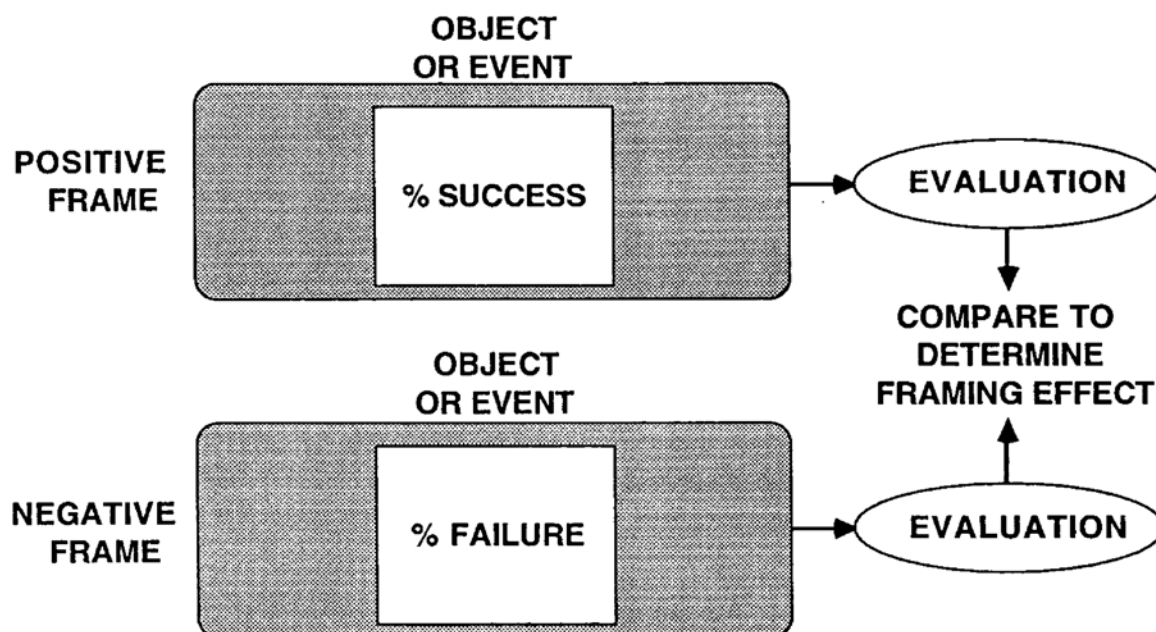 OBJECT
OR EVENT
POSITIVE
FRAME
% SUCCESS
EVALUATION
COMPARE TO
DETERMINE
FRAMING EFFECT
OBJECT
OR EVENT
NEGATIVE
FRAME
% FAILURE
EVALUATION